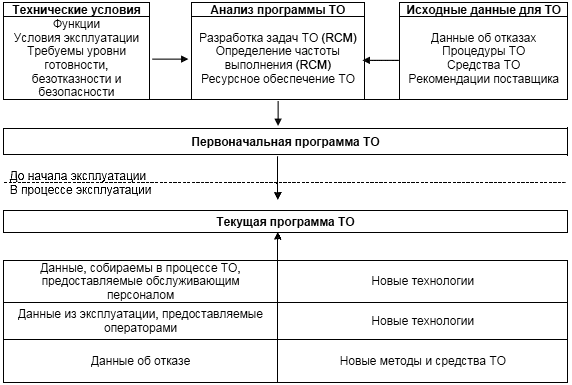 Технические условия
Функции
Условия эксплуатации
Требуемы уровни
готовности,
безотказности и
безопасности
Анализ программы ТО
Разработка задач ТО (RCM)
Определение частоты
выполнения (RCM)
Ресурсное обеспечение ТО
Исходные данные для ТО
Данные об отказах
Процедуры ТО
Средства ТО
Рекомендации поставщика
Первоначальная программа ТО
До начала эксплуатации
В процессе эксплуатации
Текущая программа ТО
Данные, собираемы в процессе ТО,
предоставляемые обслуживающим
персоналом
Новые технологии
Данные из эксплуатации, предоставляемые
операторами
Новые технологии
Данные об отказе
Новые методы и средства ТО